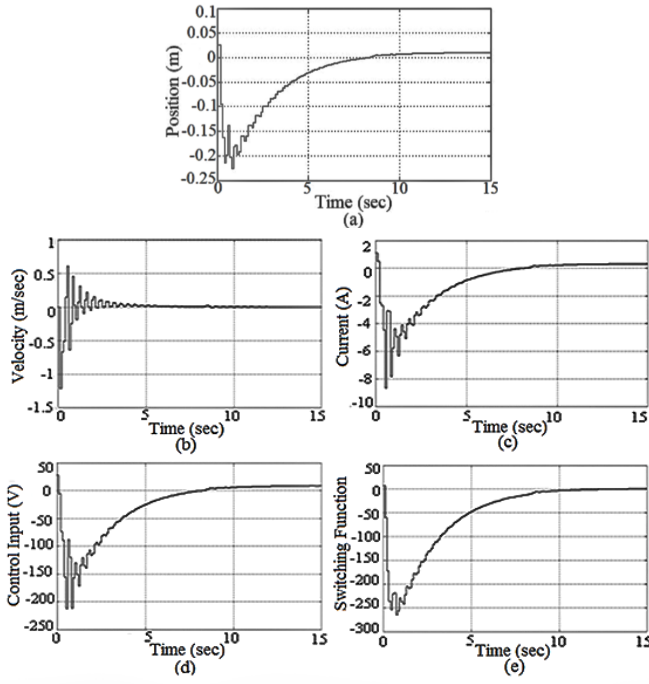 0.1
0.05
0
-0.05
-0.1
-0.15
-0.2
-0.25
Position (m)
0 5 10 15
Time (sec)
(a)
1
0.5
0
-0.5
-1
-1.5
Velocity (m/sec)
0 5 10 15
Time (sec)
(b)
2
0
-2
-4
-6
-8
-10
Current (A)
0 5 10 15
Time (sec)
(c)
50
0
-50
-100
-150
-200
-250
Control Input (V)
0 5 10 15
Time (sec)
(d)
50
0
-50
-100
-150
-200
-250
-300
Switching Function
0 5 10 15
Time (sec)
(e)